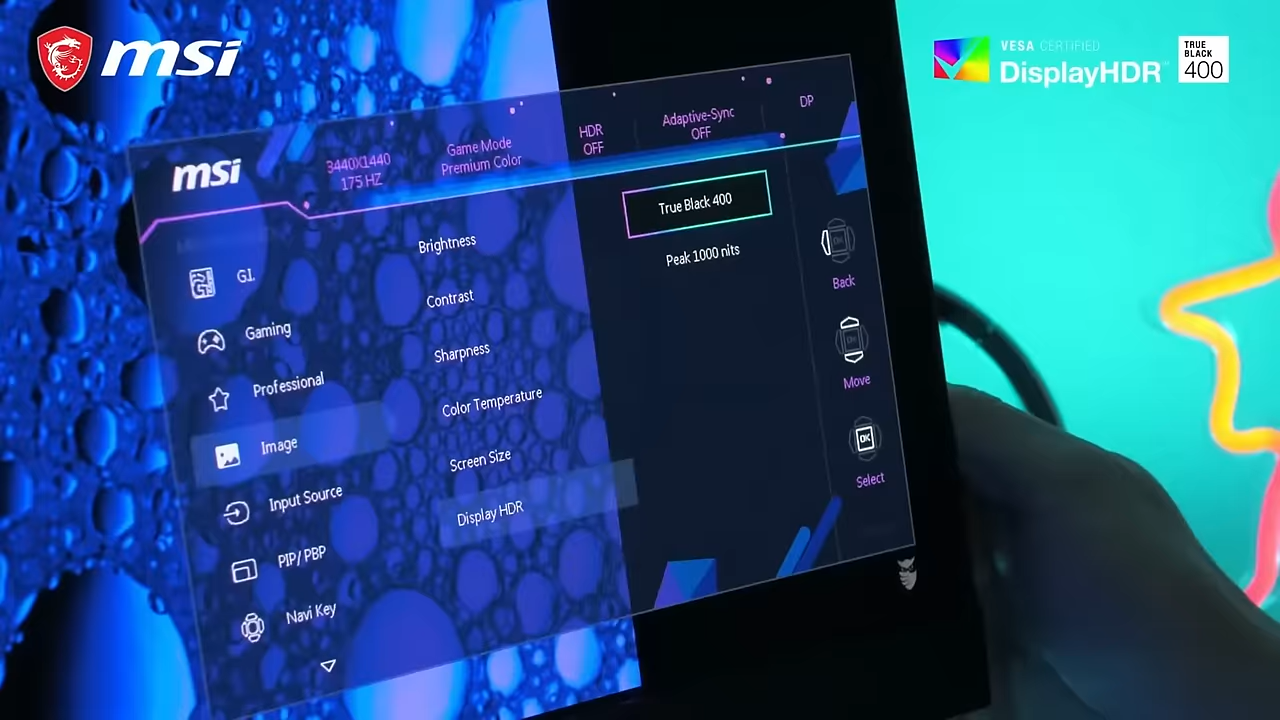 msi
VESA CERTIFIED
DisplayHDR™
TRUE
BLACK
400
msi
3440X1440
175 HZ
Game Mode
Premium Color
HDR
OFF
Adaptive-Sync
OFF
DP
G.I.
Gaming
Professional
Image
Input Source
PIP/ PBP
Navi Key
Brightness
Contrast
Sharpness
Color Temperature
Screen Size
Display HDR
True Black 400
Peak 1000 nits
Back
Move
OK
Select